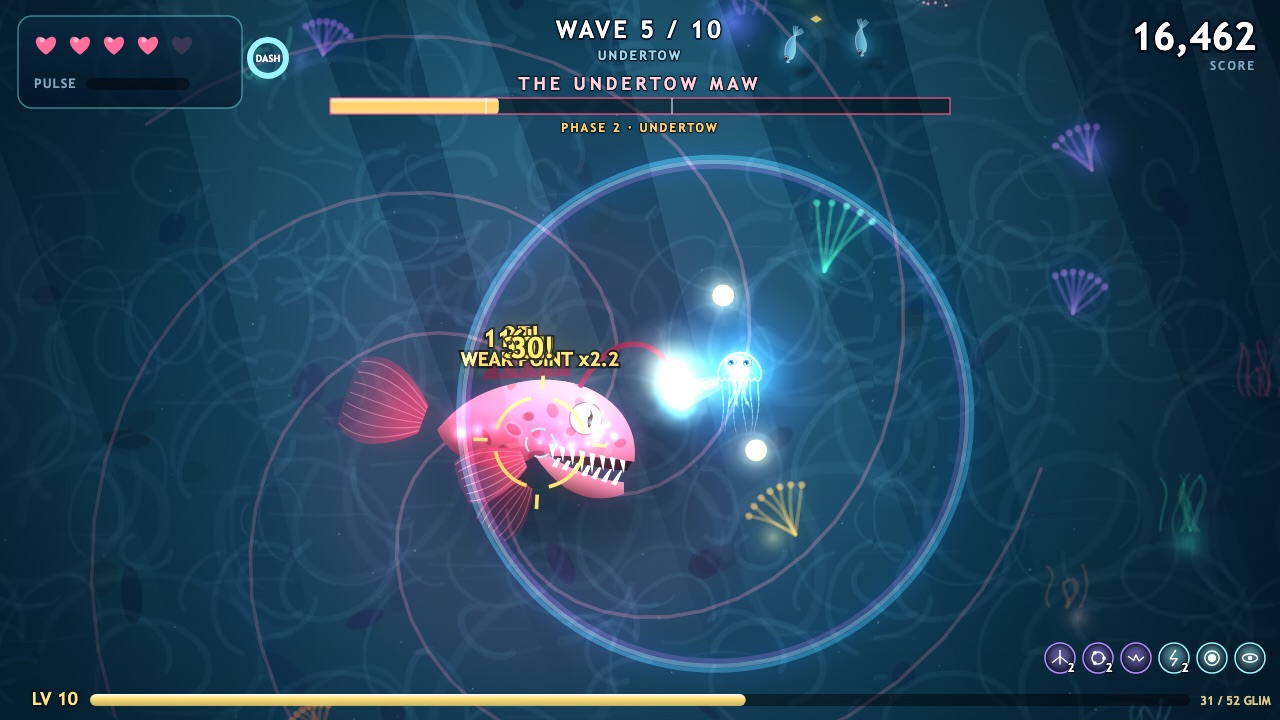 PULSE
DASH
WAVE 5 / 10
UNDERTOW
THE UNDERTOW MAW
PHASE 2 · UNDERTOW
16,462
SCORE
30!
WEAK POINT x2.2
2
2
2
LV 10
31 / 52 GLIM